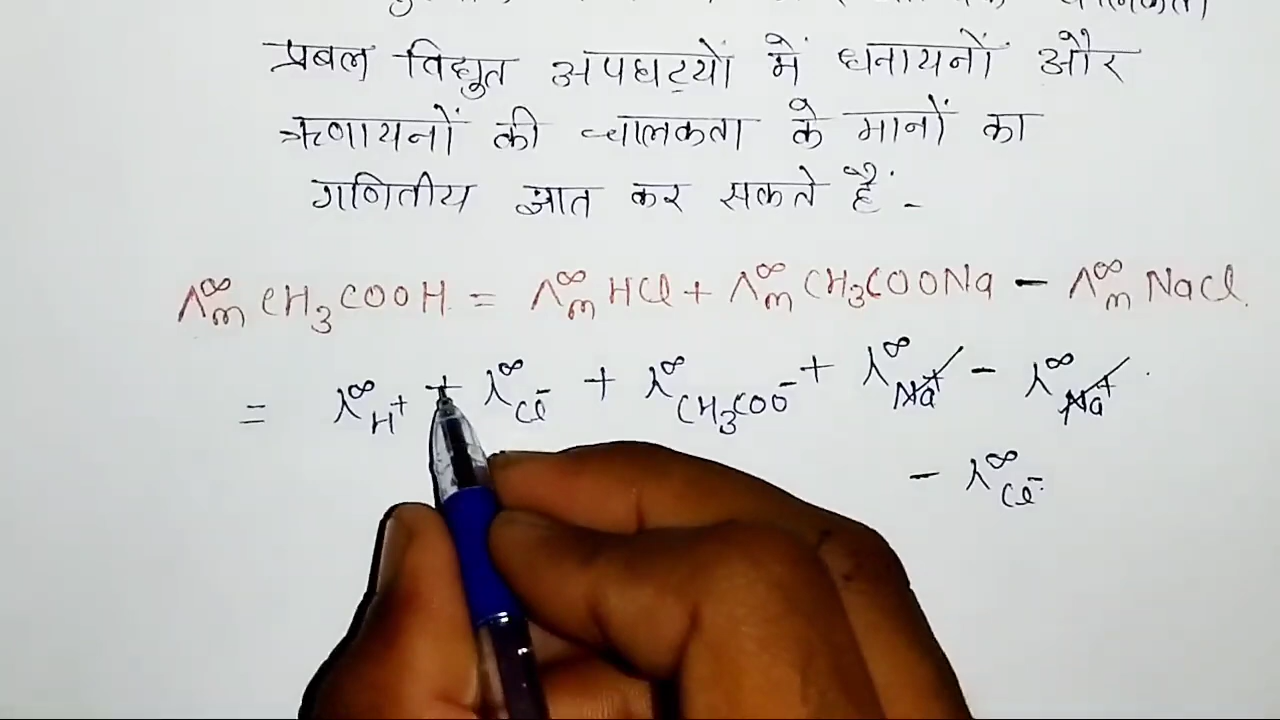 प्रबल विद्युत अपघट्यों में धनायनों और
ऋणायनों की चालकता के मानों का
गणितीय ज्ञात कर सकते हैं -
λ∞m CH3COOH = λ∞m HCl + λ∞m CH3COONa - λ∞m NaCl.
= λ∞H+ + λ∞Cl- + λ∞CH3COO- + λ∞Na+ - λ∞Na+
- λ∞Cl-